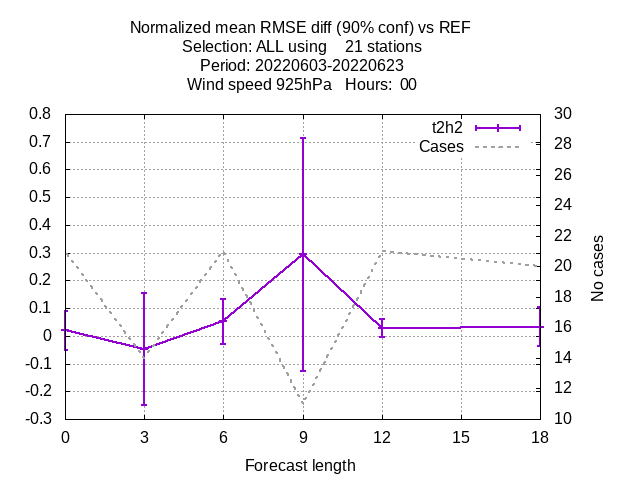 Normalized mean RMSE diff (90% conf) vs REF
Selection: ALL using    21 stations
Period: 20220603-20220623
Wind speed 925hPa   Hours:  00
0.8
0.7
0.6
0.5
0.4
0.3
0.2
0.1
0
-0.1
-0.2
-0.3
t2h2
Cases
30
28
26
24
22
20
18
16
14
12
10
No cases
0 3 6 9 12 15 18
Forecast length